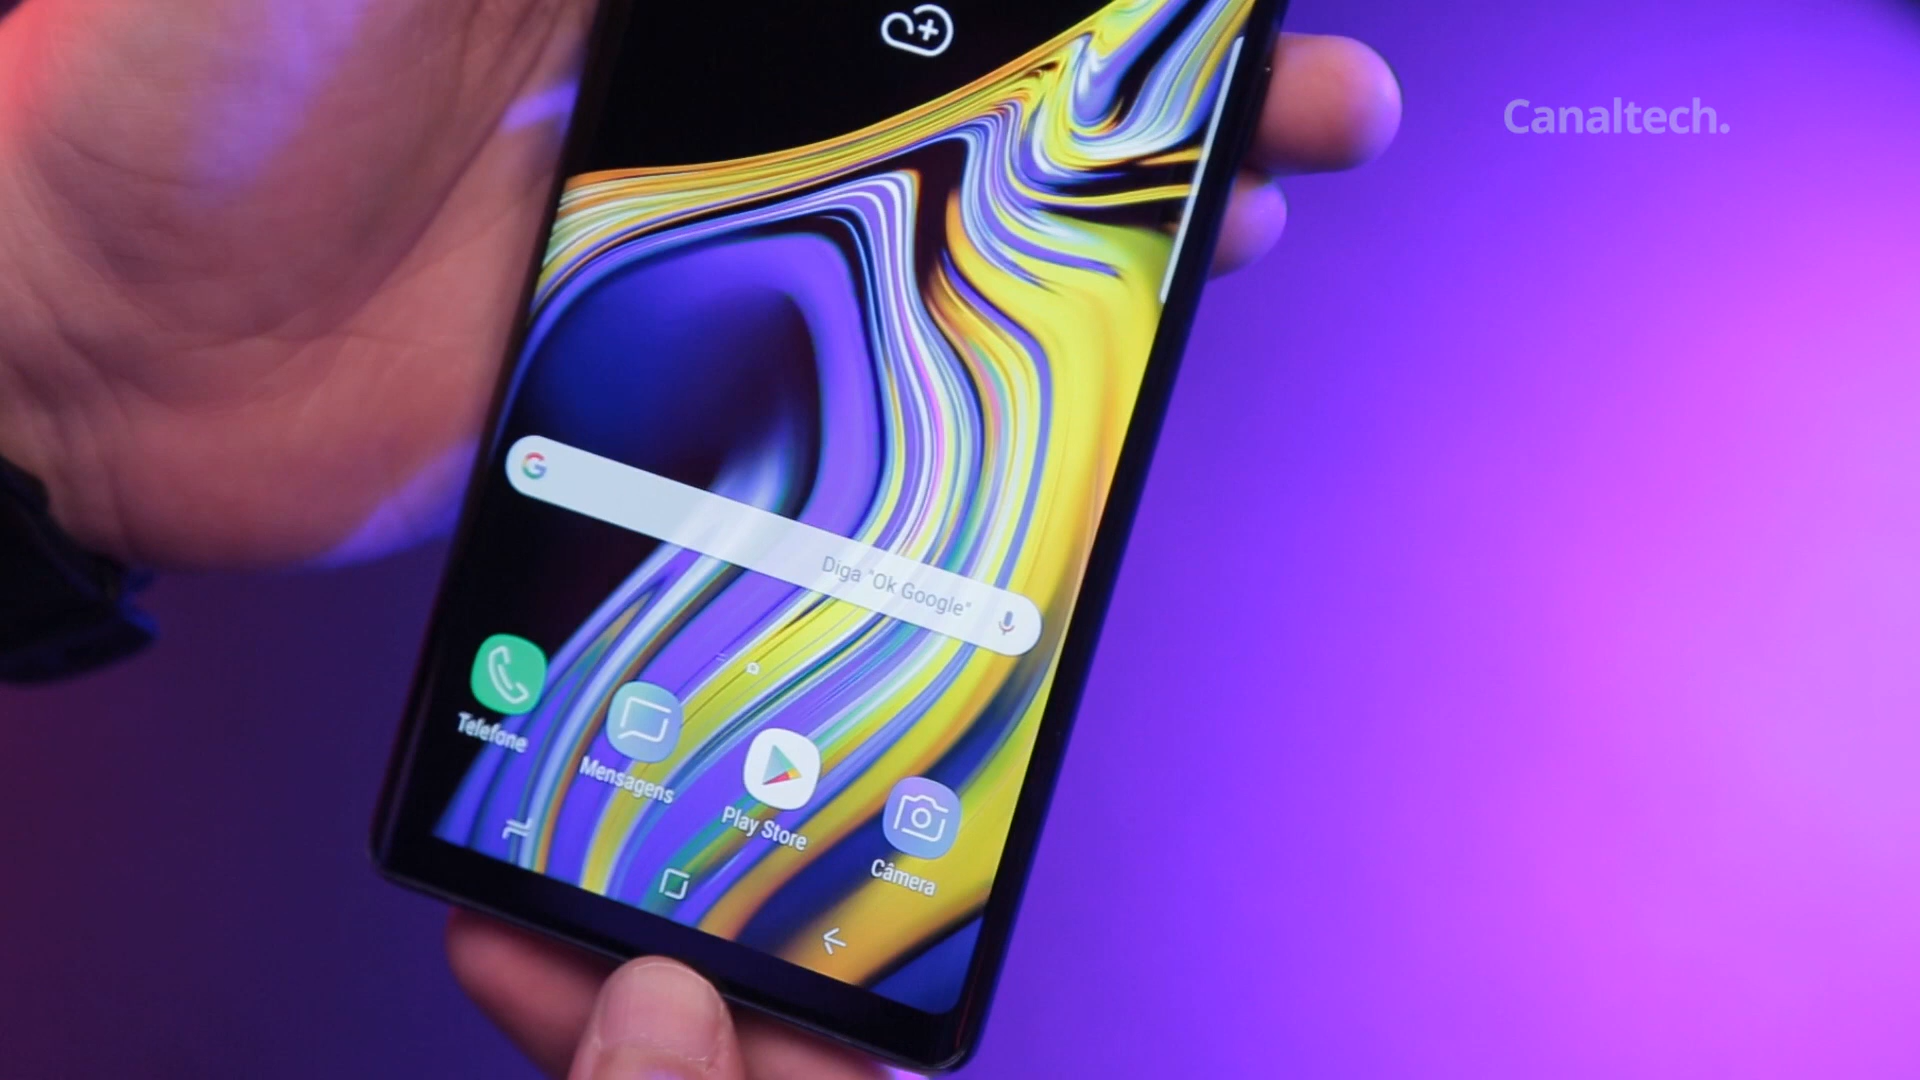 Canaltech.
G
Diga "Ok Google"
Telefone
Mensagens
Play Store
Câmera